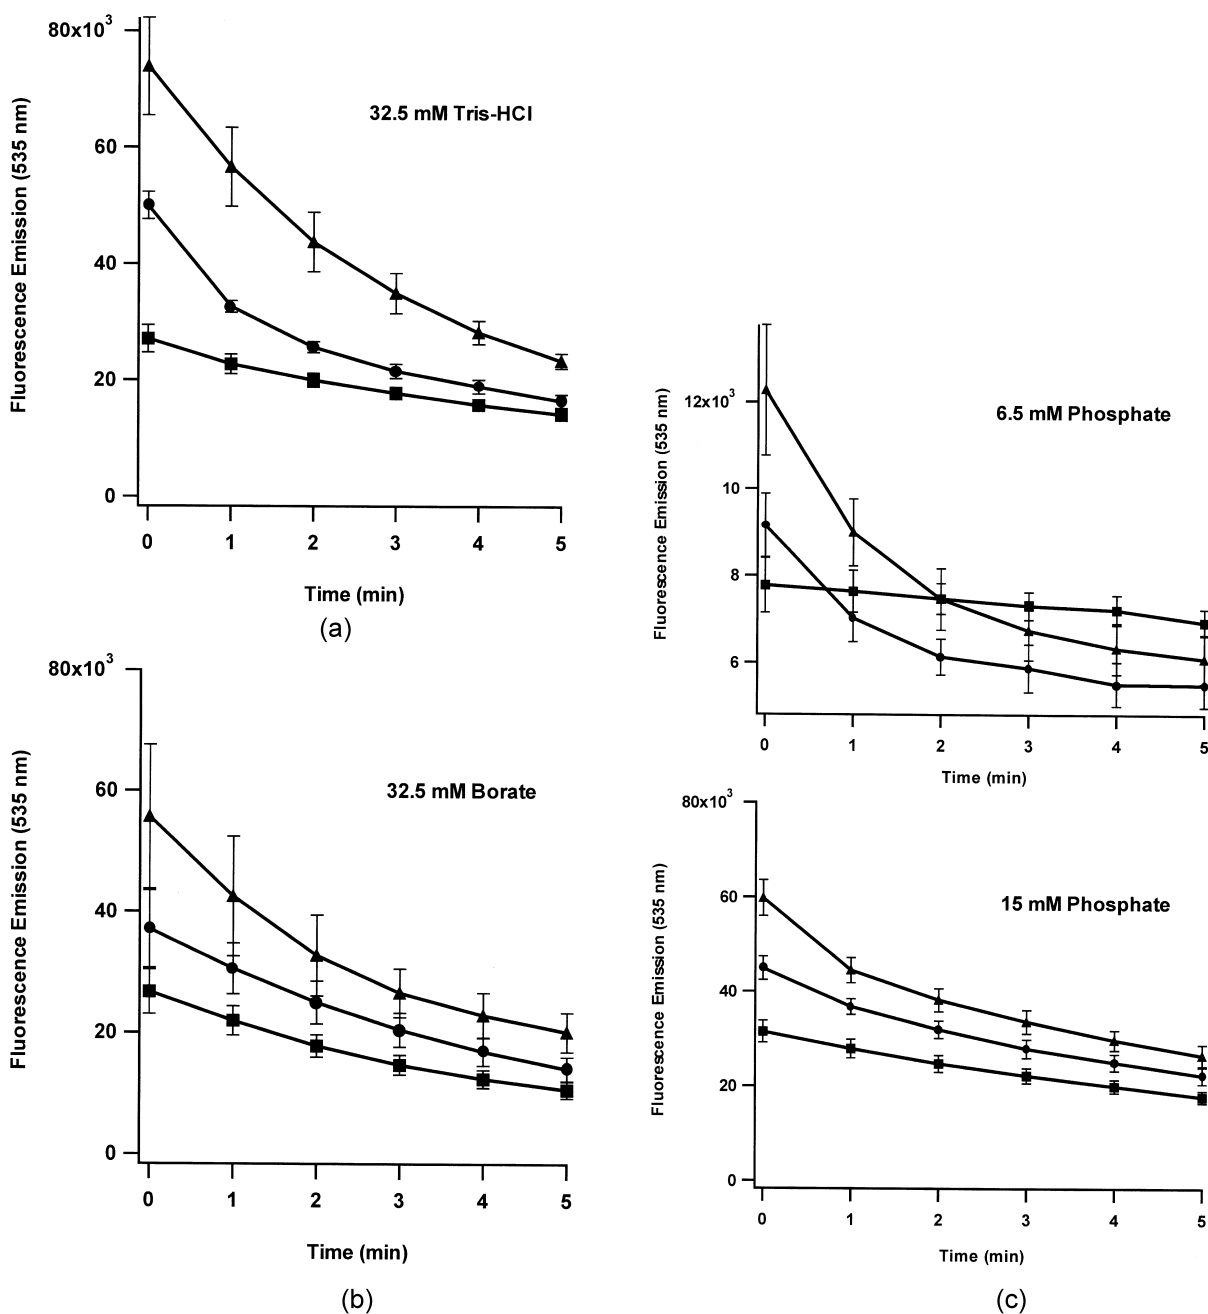 80x10³
60
40
20
0
Fluorescence Emission (535 nm)
32.5 mM Tris-HCl
0 1 2 3 4 5
Time (min)
(a)
80x10³
60
40
20
0
Fluorescence Emission (535 nm)
32.5 mM Borate
0 1 2 3 4 5
Time (min)
(b)
12x10³
10
8
6
Fluorescence Emission (535 nm)
6.5 mM Phosphate
0 1 2 3 4 5
Time (min)
80x10³
60
40
20
0
Fluorescence Emission (535 nm)
15 mM Phosphate
0 1 2 3 4 5
Time (min)
(c)